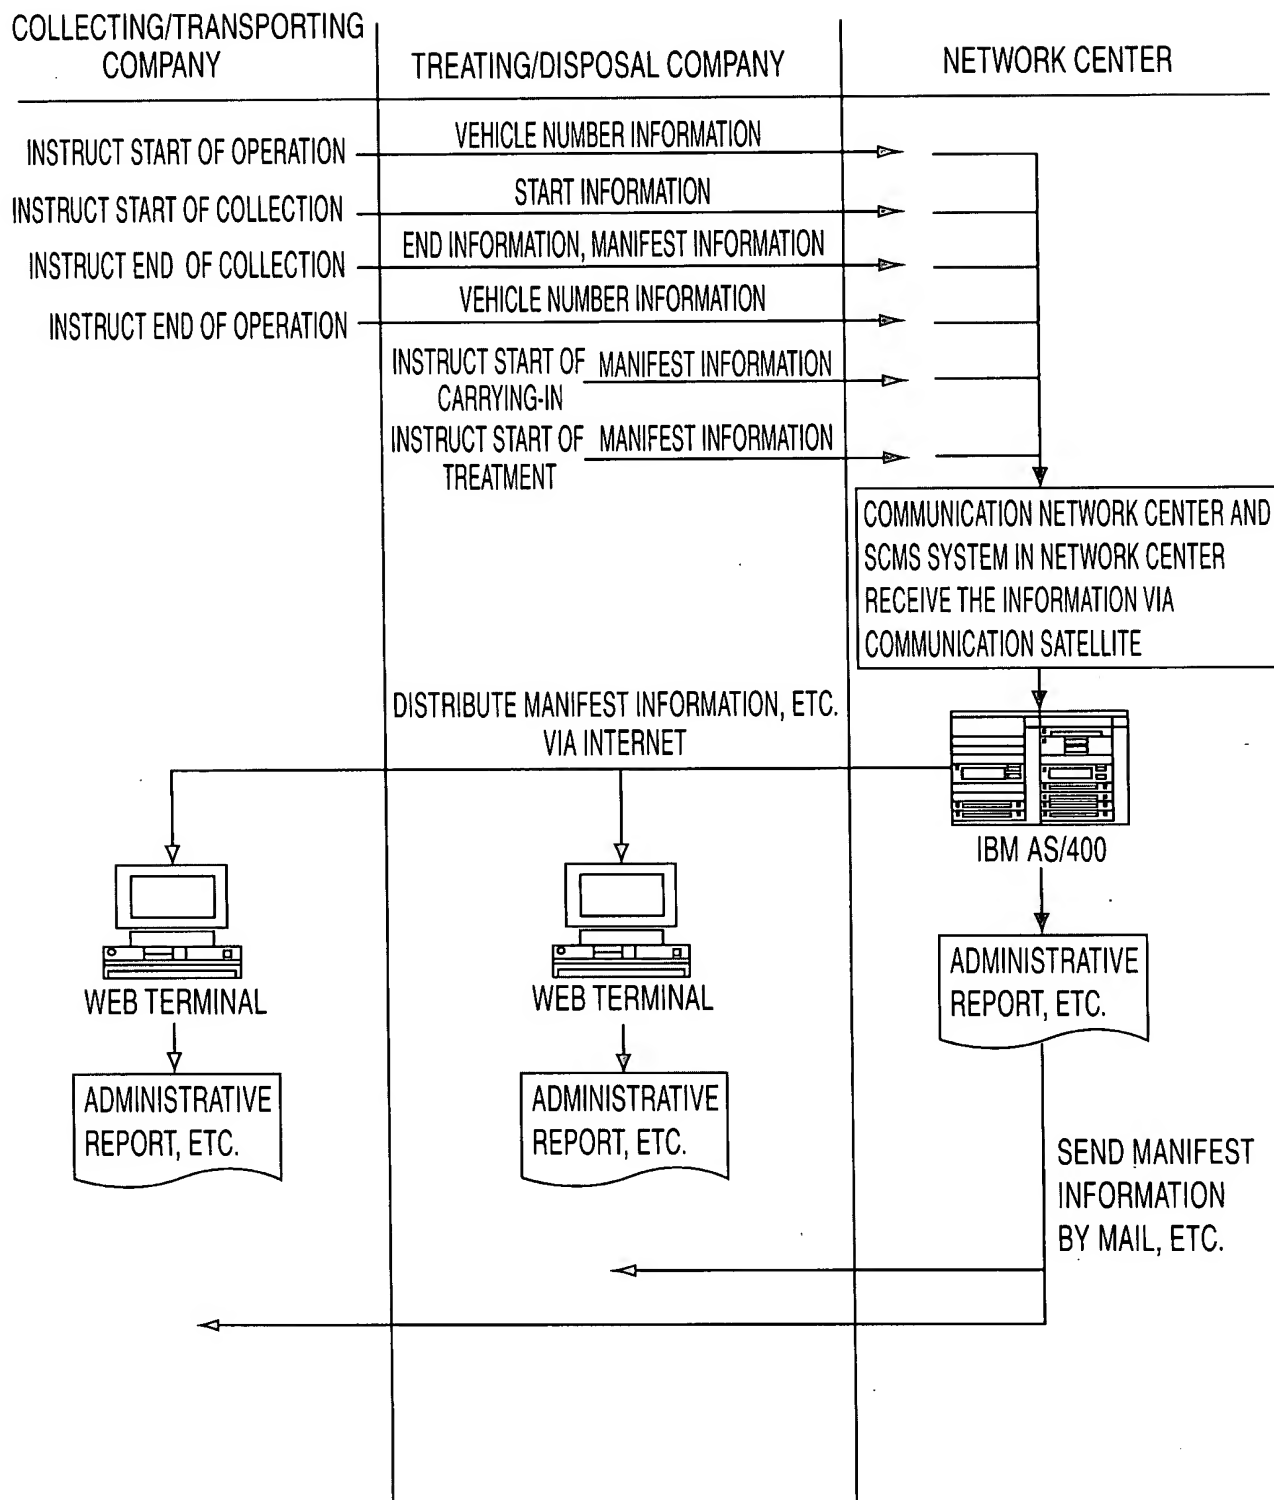 COLLECTING/TRANSPORTING
COMPANY
TREATING/DISPOSAL COMPANY
NETWORK CENTER
INSTRUCT START OF OPERATION
VEHICLE NUMBER INFORMATION
INSTRUCT START OF COLLECTION
START INFORMATION
INSTRUCT END OF COLLECTION
END INFORMATION, MANIFEST INFORMATION
INSTRUCT END OF OPERATION
VEHICLE NUMBER INFORMATION
INSTRUCT START OF
CARRYING-IN
MANIFEST INFORMATION
INSTRUCT START OF
TREATMENT
MANIFEST INFORMATION
COMMUNICATION NETWORK CENTER AND
SCMS SYSTEM IN NETWORK CENTER
RECEIVE THE INFORMATION VIA
COMMUNICATION SATELLITE
DISTRIBUTE MANIFEST INFORMATION, ETC.
VIA INTERNET
IBM AS/400
WEB TERMINAL
WEB TERMINAL
ADMINISTRATIVE
REPORT, ETC.
ADMINISTRATIVE
REPORT, ETC.
ADMINISTRATIVE
REPORT, ETC.
SEND MANIFEST
INFORMATION
BY MAIL, ETC.